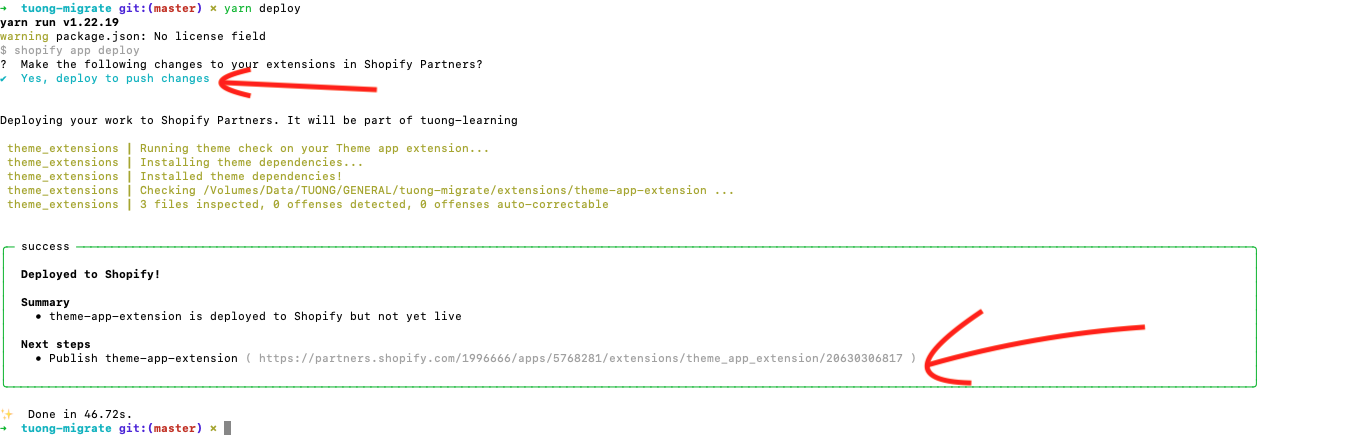 ➜ tuong-migrate git:(master) × yarn deploy
yarn run v1.22.19
warning package.json: No license field
$ shopify app deploy
? Make the following changes to your extensions in Shopify Partners?
✔ Yes, deploy to push changes
Deploying your work to Shopify Partners. It will be part of tuong-learning
theme_extensions | Running theme check on your Theme app extension...
theme_extensions | Installing theme dependencies...
theme_extensions | Installed theme dependencies!
theme_extensions | Checking /Volumes/Data/TUONG/GENERAL/tuong-migrate/extensions/theme-app-extension ...
theme_extensions | 3 files inspected, 0 offenses detected, 0 offenses auto-correctable
success
Deployed to Shopify!
Summary
• theme-app-extension is deployed to Shopify but not yet live
Next steps
• Publish theme-app-extension ( https://partners.shopify.com/1996666/apps/5768281/extensions/theme_app_extension/20630306817 )
✨ Done in 46.72s.
➜ tuong-migrate git:(master) ×